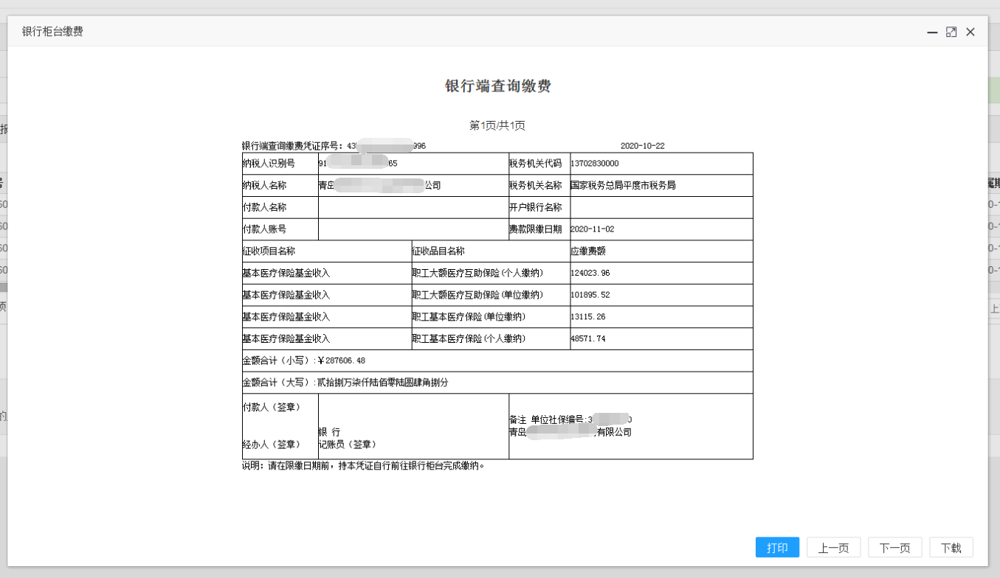 银行柜台缴费
银行端查询缴费
第1页/共1页
银行端查询缴费凭证序号: 43 996 2020-10-22
纳税人识别号 91 65 税务机关代码 13702830000
纳税人名称 青岛 公司 税务机关名称 国家税务总局平度市税务局
付款人名称 开户银行名称
付款人账号 费款限缴日期 2020-11-02
征收项目名称 征收品目名称 应缴费额
基本医疗保险基金收入 职工大额医疗互助保险(个人缴纳) 124023.96
基本医疗保险基金收入 职工大额医疗互助保险(单位缴纳) 101895.52
基本医疗保险基金收入 职工基本医疗保险(单位缴纳) 13115.26
基本医疗保险基金收入 职工基本医疗保险(个人缴纳) 48571.74
金额合计（小写）:￥287606.48
金额合计（大写）:贰拾捌万柒仟陆佰零陆圆肆角捌分
付款人（签章）
备注 单位社保编号:3 0
银 行 青岛 有限公司
经办人（签章） 记账员（签章）
说明：请在限缴日期前，持本凭证自行前往银行柜台完成缴纳。
打印 上一页 下一页 下载